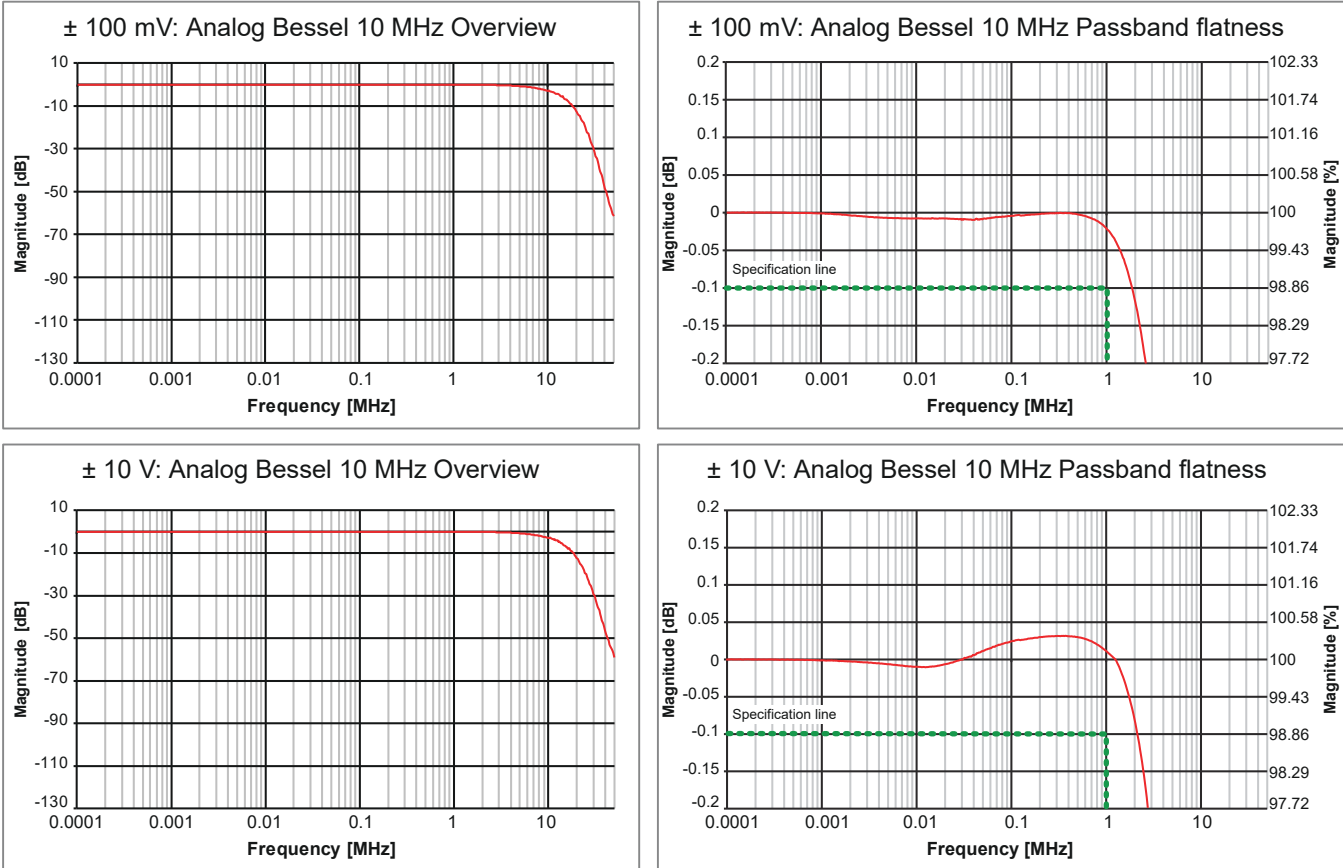 ± 100 mV: Analog Bessel 10 MHz Overview
10
-10
-30
-50
-70
-90
-110
-130
Magnitude [dB]
0.0001 0.001 0.01 0.1 1 10
Frequency [MHz]
± 100 mV: Analog Bessel 10 MHz Passband flatness
0.2 102.33
0.15 101.74
0.1 101.16
0.05 100.58
0 100
-0.05 99.43
Specification line
-0.1 98.86
-0.15 98.29
-0.2 97.72
Magnitude [dB]
Magnitude [%]
0.0001 0.001 0.01 0.1 1 10
Frequency [MHz]
± 10 V: Analog Bessel 10 MHz Overview
10
-10
-30
-50
-70
-90
-110
-130
Magnitude [dB]
0.0001 0.001 0.01 0.1 1 10
Frequency [MHz]
± 10 V: Analog Bessel 10 MHz Passband flatness
0.2 102.33
0.15 101.74
0.1 101.16
0.05 100.58
0 100
-0.05 99.43
Specification line
-0.1 98.86
-0.15 98.29
-0.2 97.72
Magnitude [dB]
Magnitude [%]
0.0001 0.001 0.01 0.1 1 10
Frequency [MHz]